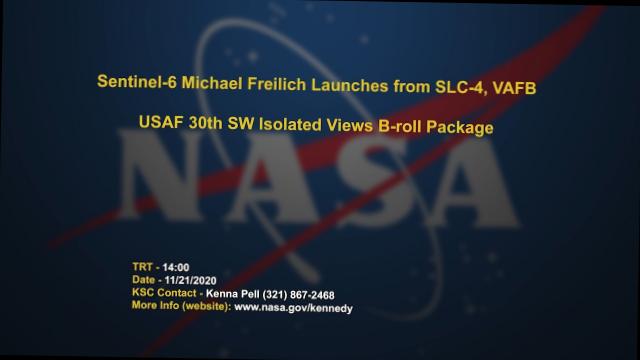 Sentinel-6 Michael Freilich Launches from SLC-4, VAFB
USAF 30th SW Isolated Views B-roll Package
NASA
TRT - 14:00
Date - 11/21/2020
KSC Contact - Kenna Pell (321) 867-2468
More Info (website): www.nasa.gov/kennedy